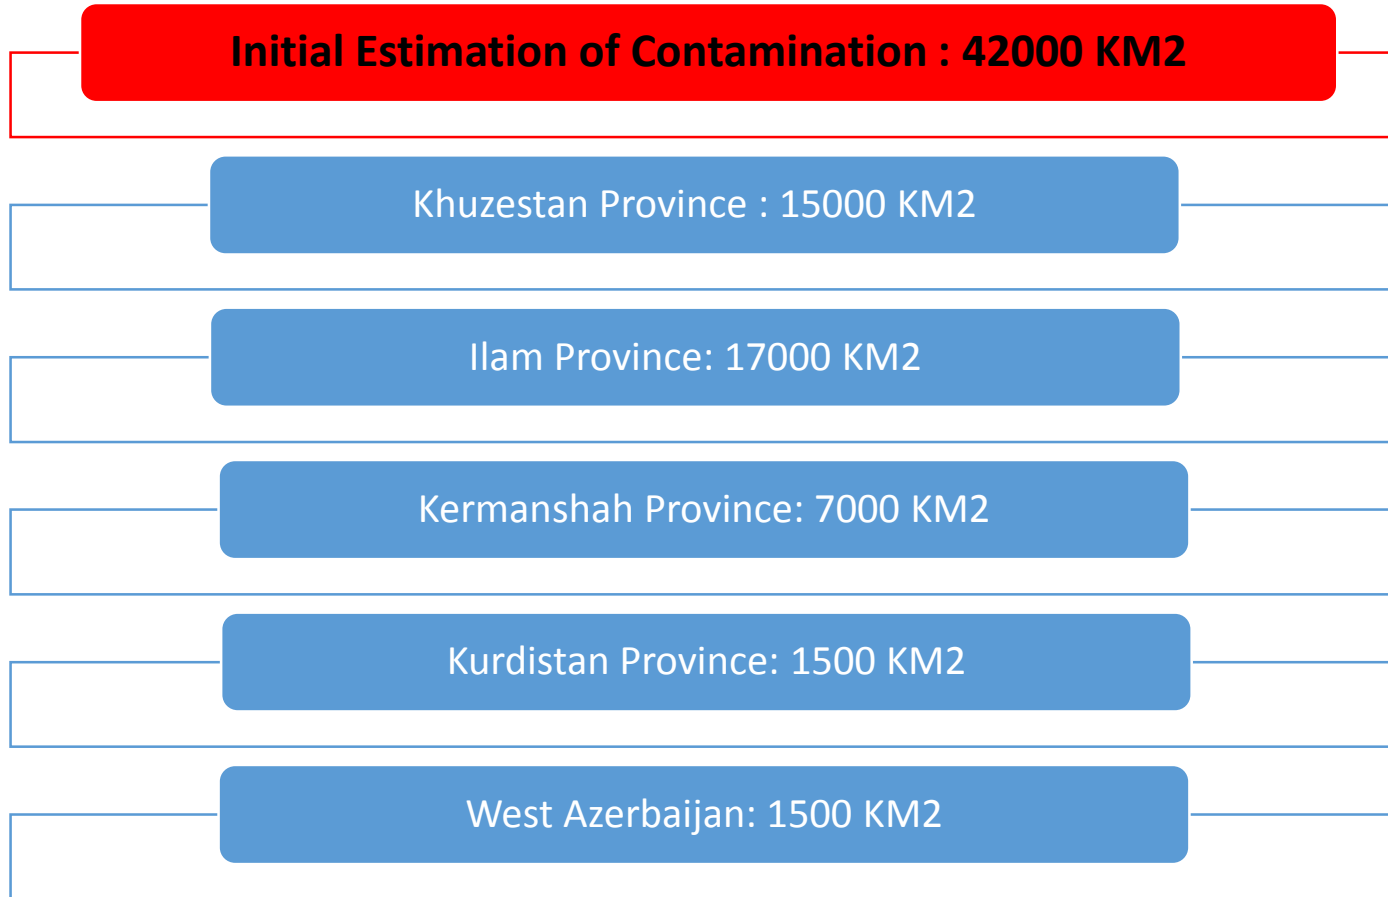 Initial Estimation of Contamination : 42000 KM2
Khuzestan Province : 15000 KM2
Ilam Province: 17000 KM2
Kermanshah Province: 7000 KM2
Kurdistan Province: 1500 KM2
West Azerbaijan: 1500 KM2